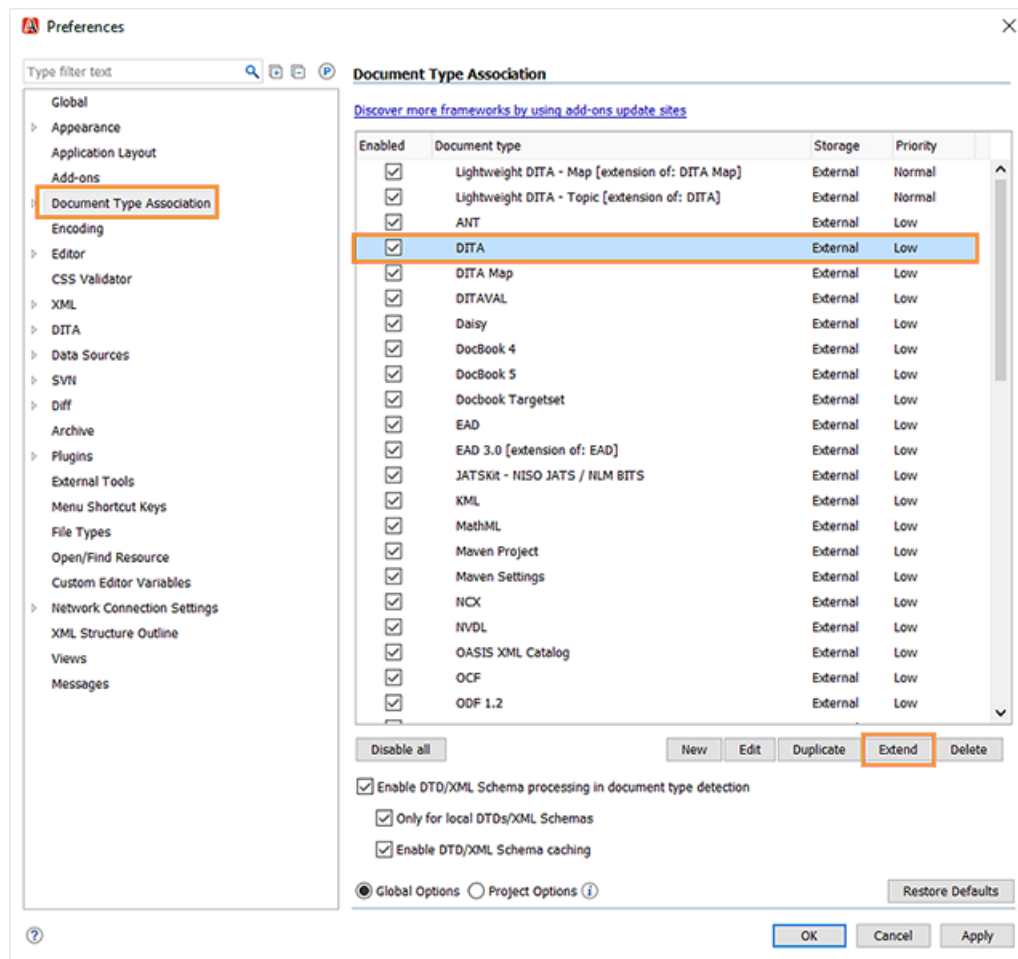 Preferences
Type filter text
Global
Appearance
Application Layout
Add-ons
Document Type Association
Encoding
Editor
CSS Validator
XML
DITA
Data Sources
SVN
Diff
Archive
Plugins
External Tools
Menu Shortcut Keys
File Types
Open/Find Resource
Custom Editor Variables
Network Connection Settings
XML Structure Outline
Views
Messages
Document Type Association
Discover more frameworks by using add-ons update sites
Enabled Document type Storage Priority
Lightweight DITA - Map [extension of: DITA Map] External Normal
Lightweight DITA - Topic [extension of: DITA] External Normal
ANT External Low
DITA External Low
DITA Map External Low
DITAVAL External Low
Daisy External Low
DocBook 4 External Low
DocBook 5 External Low
Docbook Targetset External Low
EAD External Low
EAD 3.0 [extension of: EAD] External Low
JATSKit - NISO JATS / NLM BITS External Low
KML External Low
MathML External Low
Maven Project External Low
Maven Settings External Low
NCX External Low
NVDL External Low
OASIS XML Catalog External Low
OCF External Low
ODF 1.2 External Low
Disable all New Edit Duplicate Extend Delete
Enable DTD/XML Schema processing in document type detection
Only for local DTDs/XML Schemas
Enable DTD/XML Schema caching
Global Options Project Options Restore Defaults
OK Cancel Apply